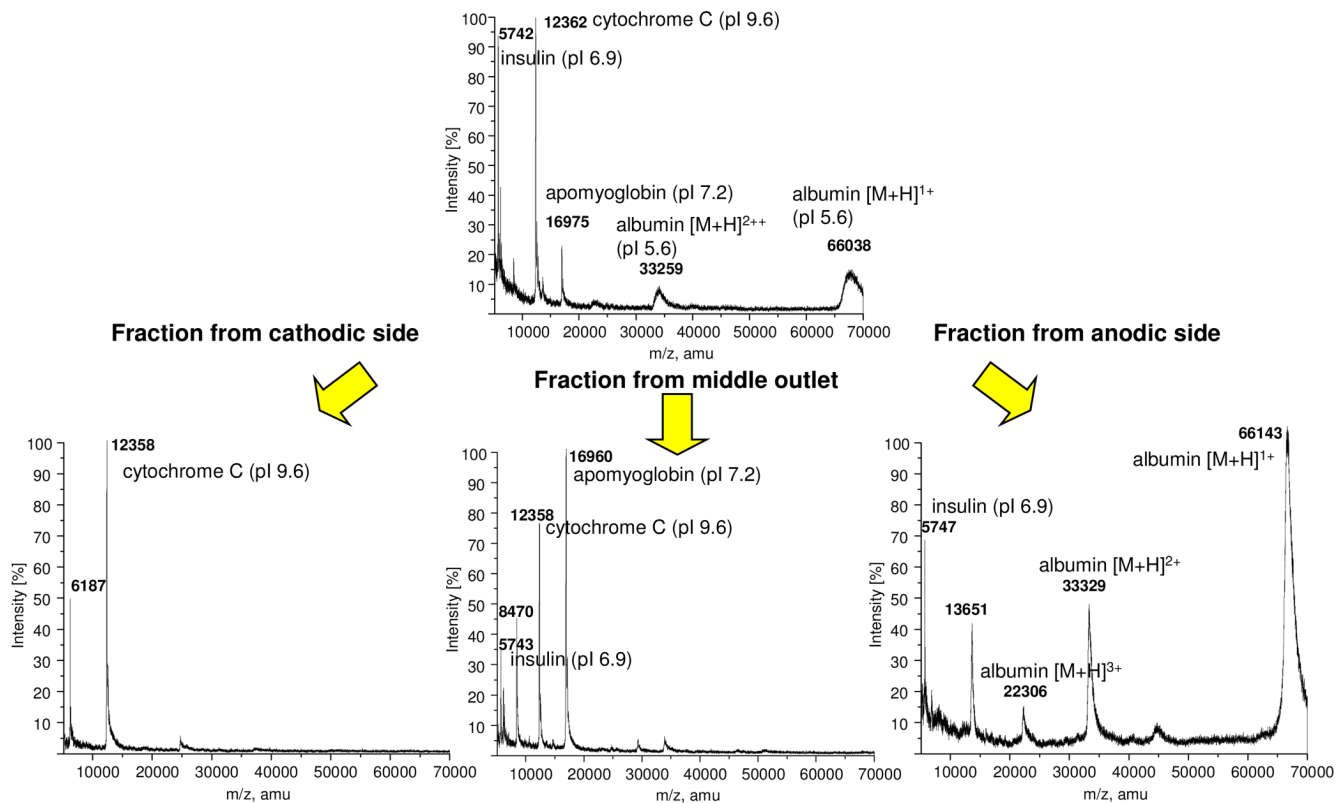 12362 cytochrome C (pI 9.6)
5742
insulin (pI 6.9)
apomyoglobin (pI 7.2)
16975
albumin [M+H]2++
(pI 5.6)
33259
albumin [M+H]1+
(pI 5.6)
66038
Intensity [%]
100
90
80
70
60
50
40
30
20
10
10000 20000 30000 40000 50000 60000 70000
m/z, amu
Fraction from cathodic side
Fraction from middle outlet
Fraction from anodic side
12358
cytochrome C (pI 9.6)
6187
Intensity [%]
100
90
80
70
60
50
40
30
20
10
10000 20000 30000 40000 50000 60000 70000
m/z, amu
16960
apomyoglobin (pI 7.2)
12358
cytochrome C (pI 9.6)
8470
5743
insulin (pI 6.9)
Intensity [%]
100
90
80
70
60
50
40
30
20
10
10000 20000 30000 40000 50000 60000 70000
m/z, amu
66143
albumin [M+H]1+
insulin (pI 6.9)
5747
albumin [M+H]2+
33329
13651
albumin [M+H]3+
22306
Intensity [%]
100
90
80
70
60
50
40
30
20
10
10000 20000 30000 40000 50000 60000 70000
m/z, amu